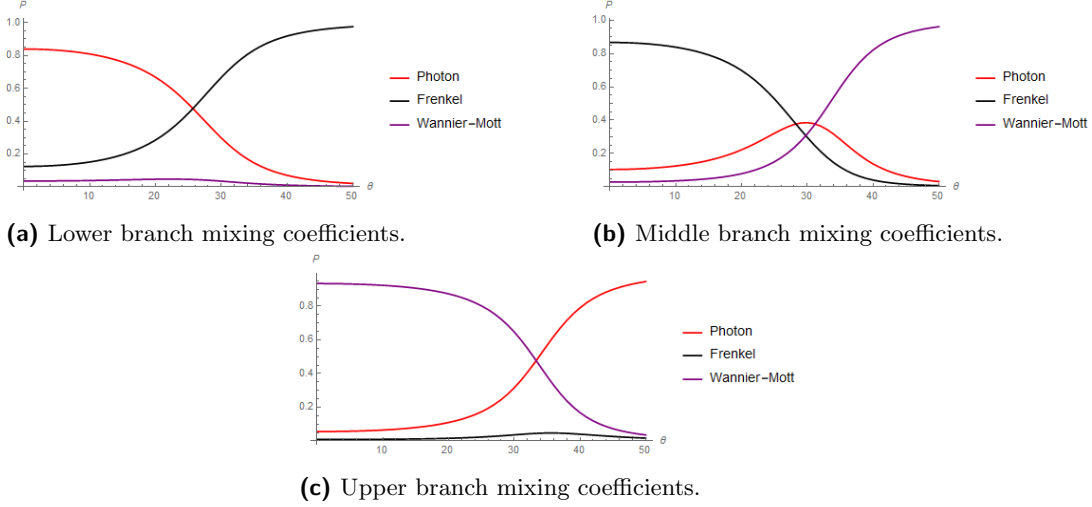 P
1.0
0.8
0.6
0.4
0.2
10 20 30 40 50
θ
Photon
Frenkel
Wannier-Mott
(a) Lower branch mixing coefficients.
P
1.0
0.8
0.6
0.4
0.2
10 20 30 40 50
θ
Photon
Frenkel
Wannier-Mott
(b) Middle branch mixing coefficients.
P
0.8
0.6
0.4
0.2
10 20 30 40 50
θ
Photon
Frenkel
Wannier-Mott
(c) Upper branch mixing coefficients.